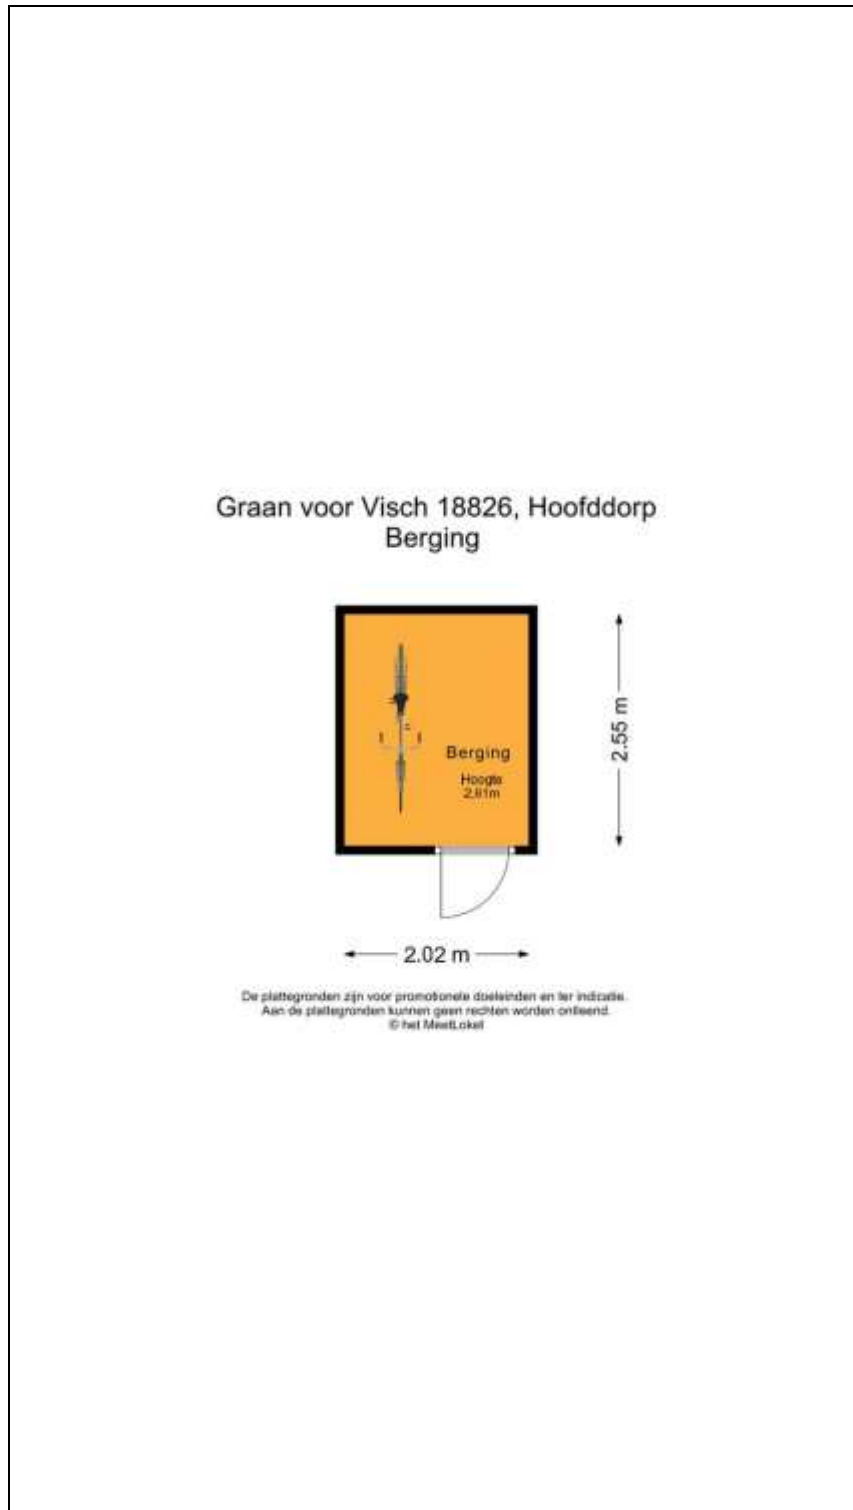 Graan voor Visch 18826, Hoofddorp
Berging
2.55 m
Berging
Hoogte
2.61m
2.02 m
De plattegronden zijn voor promotionele doeleinden en ter indicatie.
Aan de plattegronden kunnen geen rechten worden ontleend.
© het MeetLoket